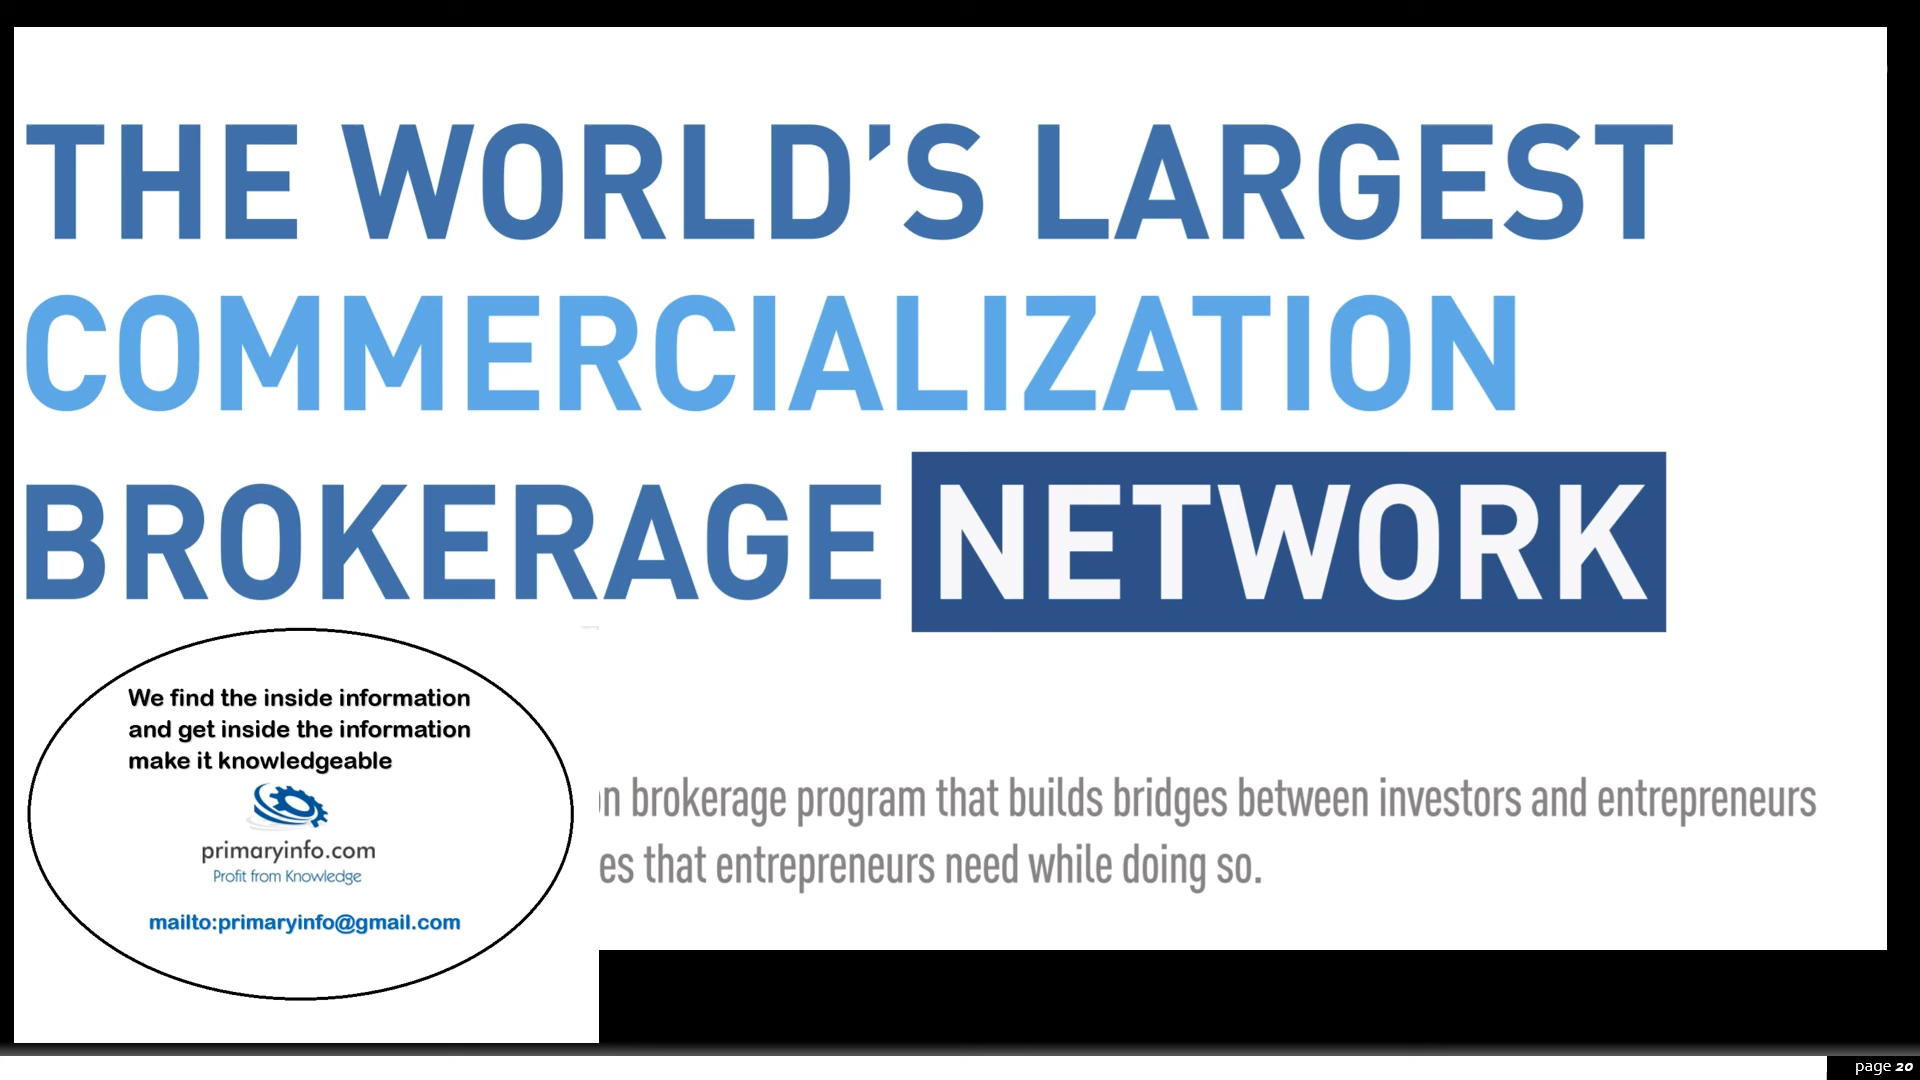 THE WORLD'S LARGEST
COMMERCIALIZATION
BROKERAGE NETWORK
We find the inside information
and get inside the information
make it knowledgeable
primaryinfo.com
Profit from Knowledge
mailto:primaryinfo@gmail.com
brokerage program that builds bridges between investors and entrepreneurs
that entrepreneurs need while doing so.
page 20